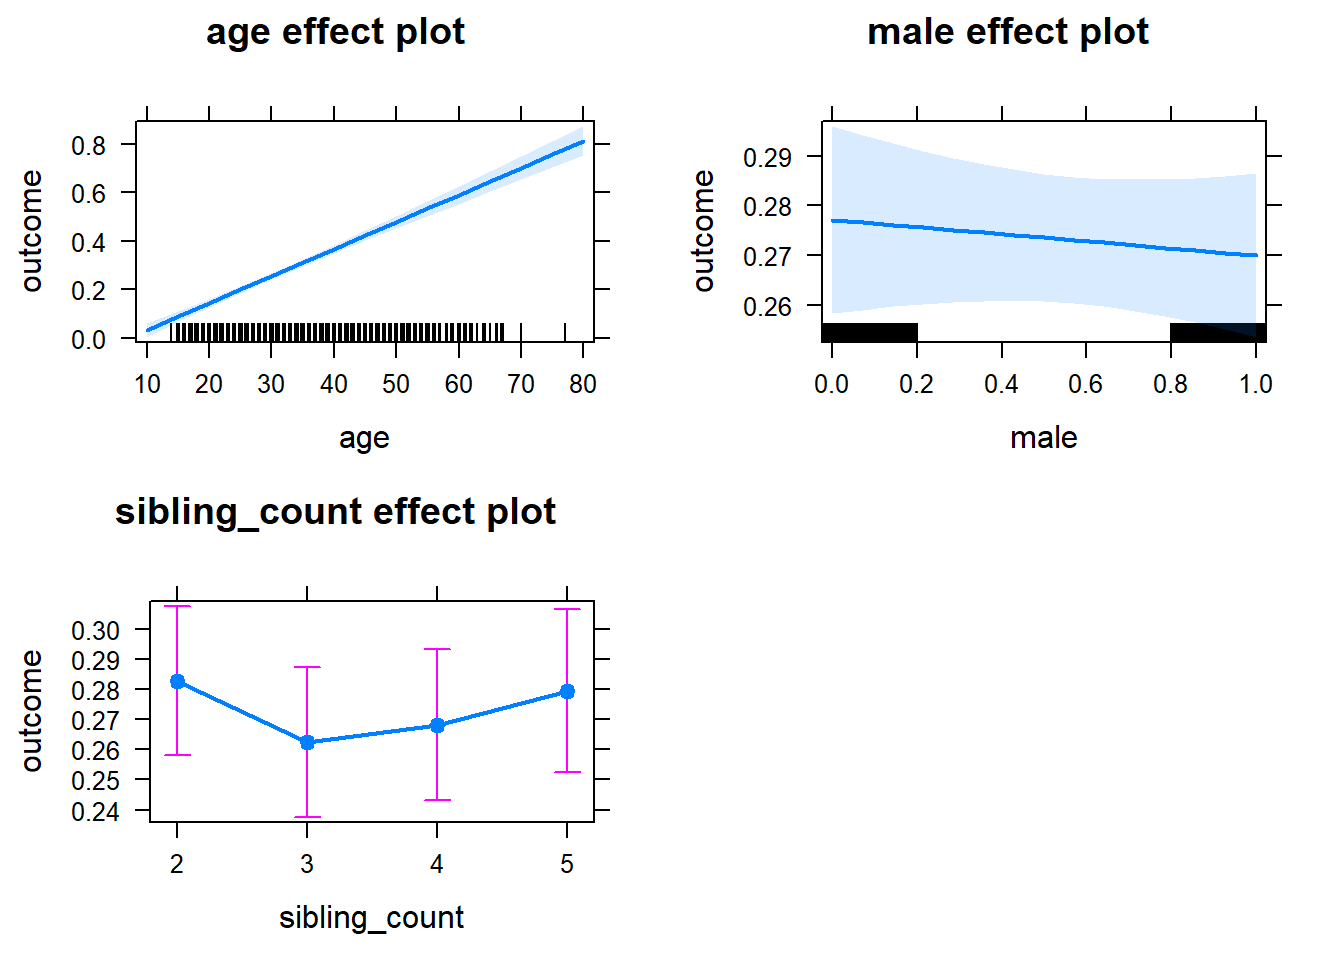 age effect plot
outcome
0.8
0.6
0.4
0.2
0.0
10 20 30 40 50 60 70 80
age
male effect plot
outcome
0.29
0.28
0.27
0.26
0.0 0.2 0.4 0.6 0.8 1.0
male
sibling_count effect plot
outcome
0.30
0.29
0.28
0.27
0.26
0.25
0.24
2 3 4 5
sibling_count